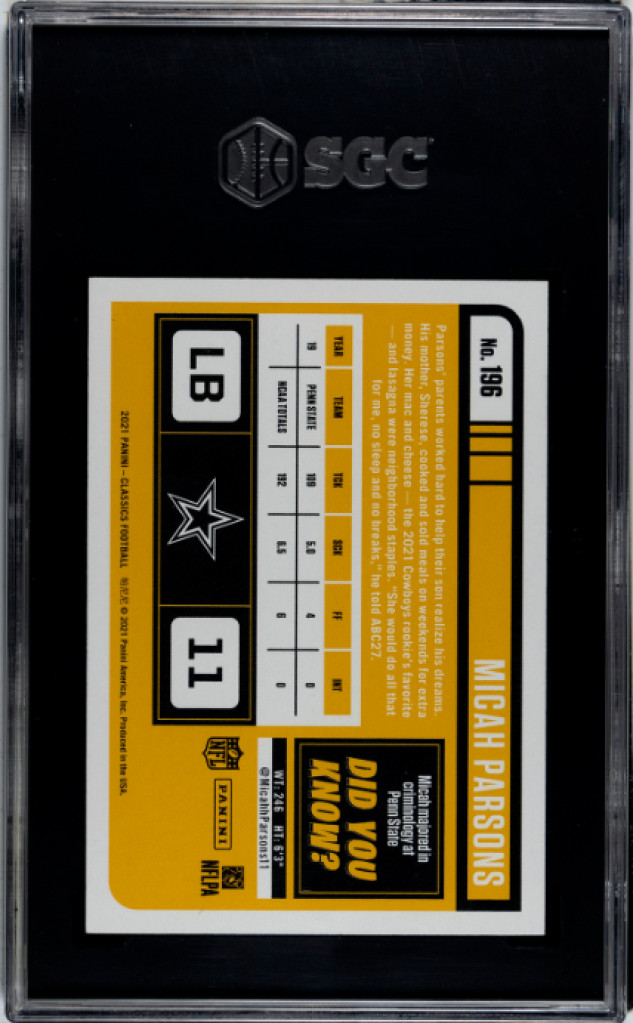 SGC
No. 196
MICAH PARSONS
Parsons' parents worked hard to help their son realize his dreams.
His mother, Sherese, cooked and sold meals on weekends for extra
money. Her mac and cheese — the 2021 Cowboys rookie's favorite
— and lasagna were neighborhood staples. "She would do all that
for me, no sleep and no breaks," he told ABC27.
YEAR TEAM TCK SCK FF INT
19 PENN STATE 109 5.0 4 0
NCAA TOTALS 192 6.5 6 0
LB
11
Micah majored in
criminology at
Penn State
DID YOU
KNOW?
WT: 246 HT: 6'3"
@MicahhParsons11
NFL
PANINI
NFLPA
2021 PANINI – CLASSICS FOOTBALL © 2021 Panini America, Inc. Produced in the USA.